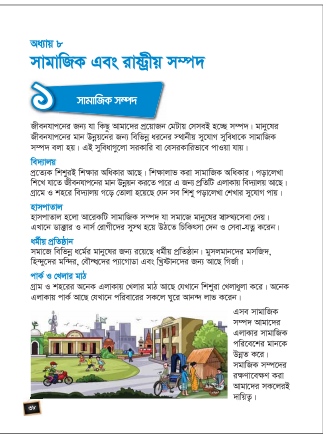 অধ্যায় ৮
সামাজিক এবং রাষ্ট্রীয় সম্পদ
১ সামাজিক সম্পদ
জীবনযাপনের জন্য যা কিছু আমাদের প্রয়োজন মেটায় সেসবই হচ্ছে সম্পদ। মানুষের
জীবনযাপনের মান উন্নয়নের জন্য বিভিন্ন ধরনের স্থানীয় সুযোগ সুবিধাকে সামাজিক
সম্পদ বলা হয়। এই সুবিধাগুলো সরকারি বা বেসরকারিভাবে পাওয়া যায়।
বিদ্যালয়
প্রত্যেক শিশুরই শিক্ষার অধিকার আছে। শিক্ষালাভ করা সামাজিক অধিকার। পড়ালেখা
শিখে যাতে জীবনযাপনের মান উন্নয়ন করতে পারে এ জন্য প্রতিটি এলাকায় বিদ্যালয় আছে।
গ্রামে ও শহরে বিদ্যালয় গড়ে তোলা হয়েছে যেন সব শিশু পড়ালেখা শেখার সুযোগ পায়।
হাসপাতাল
হাসপাতাল হলো আরেকটি সামাজিক সম্পদ যা সমাজে মানুষের স্বাস্থ্যসেবা দেয়।
এখানে ডাক্তার ও নার্স রোগীদের সুস্থ হয়ে উঠতে চিকিৎসা দেন ও সেবা-যত্ন করেন।
ধর্মীয় প্রতিষ্ঠান
সমাজে বিভিন্ন ধর্মের মানুষের জন্য রয়েছে ধর্মীয় প্রতিষ্ঠান। মুসলমানদের মসজিদ,
হিন্দুদের মন্দির, বৌদ্ধদের প্যাগোডা এবং খ্রিষ্টানদের জন্য আছে গির্জা।
পার্ক ও খেলার মাঠ
গ্রাম ও শহরের অনেক এলাকায় খেলার মাঠ আছে যেখানে শিশুরা খেলাধুলা করে। অনেক
এলাকায় পার্ক আছে যেখানে পরিবারের সকলে ঘুরে আনন্দ লাভ করেন।
এসব সামাজিক
সম্পদ আমাদের
এলাকার সামাজিক
পরিবেশের মানকে
উন্নত করে।
সামাজিক সম্পদের
রক্ষণাবেক্ষণ করা
আমাদের সকলেরই
দায়িত্ব।
৩৮